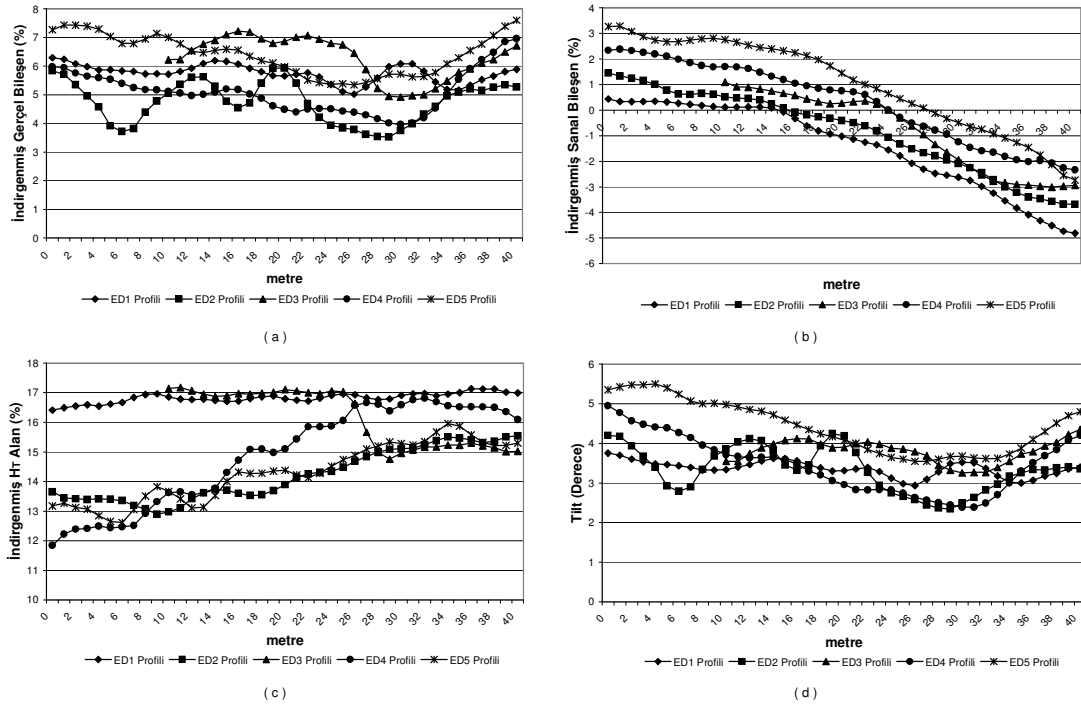 İndirgenmiş Gerçel Bileşen (%)
8
7
6
5
4
3
2
1
0
0 2 4 6 8 10 12 14 16 18 20 22 24 26 28 30 32 34 36 38 40
metre
ED1 Profili ED2 Profili ED3 Profili ED4 Profili ED5 Profili
( a )
İndirgenmiş Sanal Bileşen (%)
4
3
2
1
0
-1
-2
-3
-4
-5
-6
0 2 4 6 8 10 12 14 16 18 20 22 24 26 28 30 32 34 36 38 40
metre
ED1 Profili ED2 Profili ED3 Profili ED4 Profili ED5 Profili
( b )
İndirgenmiş HT Alan (%)
18
17
16
15
14
13
12
11
10
0 2 4 6 8 10 12 14 16 18 20 22 24 26 28 30 32 34 36 38 40
metre
ED1 Profili ED2 Profili ED3 Profili ED4 Profili ED5 Profili
( c )
Tilt (Derece)
6
5
4
3
2
1
0
0 2 4 6 8 10 12 14 16 18 20 22 24 26 28 30 32 34 36 38 40
metre
ED1 Profili ED2 Profili ED3 Profili ED4 Profili ED5 Profili
( d )